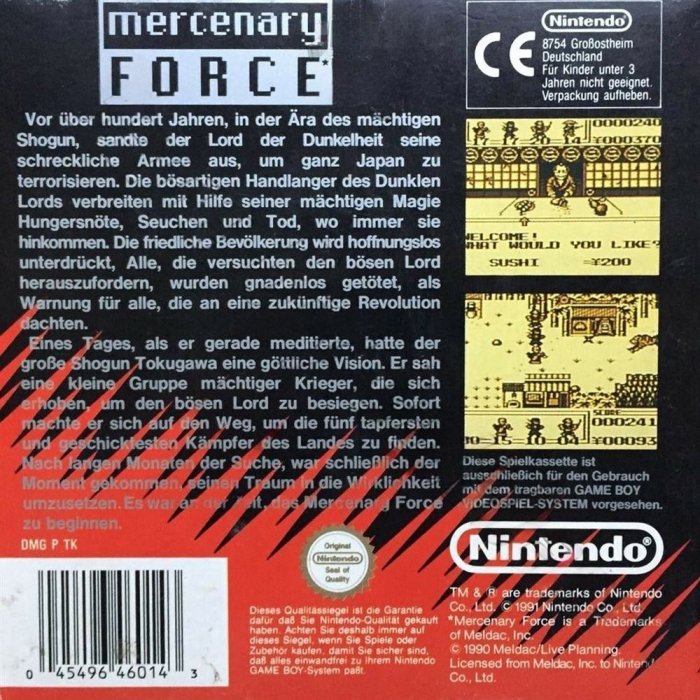 mercenary
FORCE*
Vor über hundert Jahren, in der Ära des mächtigen
Shogun, sandte der Lord der Dunkelheit seine
schreckliche Armee aus, um ganz Japan zu
terrorisieren. Die bösartigen Handlanger des Dunklen
Lords verbreiten mit Hilfe seiner mächtigen Magie
Hungersnöte, Seuchen und Tod, wo immer sie
hinkommen. Die friedliche Bevölkerung wird hoffnungslos
unterdrückt, Alle, die versuchten den bösen Lord
herauszufordern, wurden gnadenlos getötet, als
Warnung für alle, die an eine zukünftige Revolution
dachten.
Eines Tages, als er gerade meditierte, hatte der
große Shogun Tokugawa eine göttliche Vision. Er sah
eine kleine Gruppe mächtiger Krieger, die sich
erhoben, um den bösen Lord zu besiegen. Sofort
machte er sich auf den Weg, um die fünf tapfersten
und geschicktesten Kämpfer des Landes zu finden.
Nach langen Monaten der Suche, war schließlich der
Moment gekommen, seinen Traum in die Wirklichkeit
umzusetzen. Es war an der Zeit, das Mercenary Force
zu beginnen.
DMG P TK
0 45496 46014 3
Original
Nintendo
Seal of
Quality
Dieses Qualitätssiegel ist die Garantie
dafür daß Sie Nintendo-Qualität gekauft
haben. Achten Sie deshalb immer auf
dieses Siegel, wenn Sie Spiele oder
Zubehör kaufen, damit Sie sicher sind,
daß alles einwandfrei zu Ihrem Nintendo
GAME BOY-System paßt.
CE
Nintendo
8754 Großostheim
Deutschland
Für Kinder unter 3
Jahren nicht geeignet.
Verpackung aufheben.
0000240
¥000370
WELCOME!
WHAT WOULD YOU LIKE?
SUSHI ¥200
SCORE
000241
¥00093
Diese Spielkassette ist
ausschließlich für den Gebrauch
mit dem tragbaren GAME BOY
VIDEOSPIEL-SYSTEM vorgesehen.
Nintendo®
TM & ® are trademarks of Nintendo
Co., Ltd. © 1991 Nintendo Co., Ltd.
*Mercenary Force is a Trademarks
of Meldac, Inc.
© 1990 Meldac/Live Planning.
Licensed from Meldac, Inc. to Nintendo
Co., Ltd.